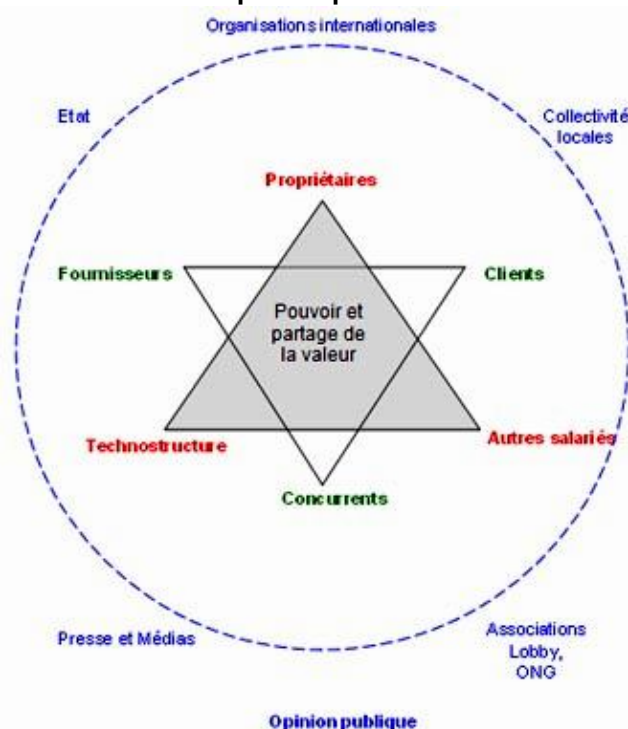 Organisations internationales
Etat
Collectivité
locales
Propriétaires
Fournisseurs
Clients
Pouvoir et
partage de
la valeur
Technostructure
Autres salariés
Concurrents
Presse et Médias
Associations
Lobby,
ONG
Opinion publique